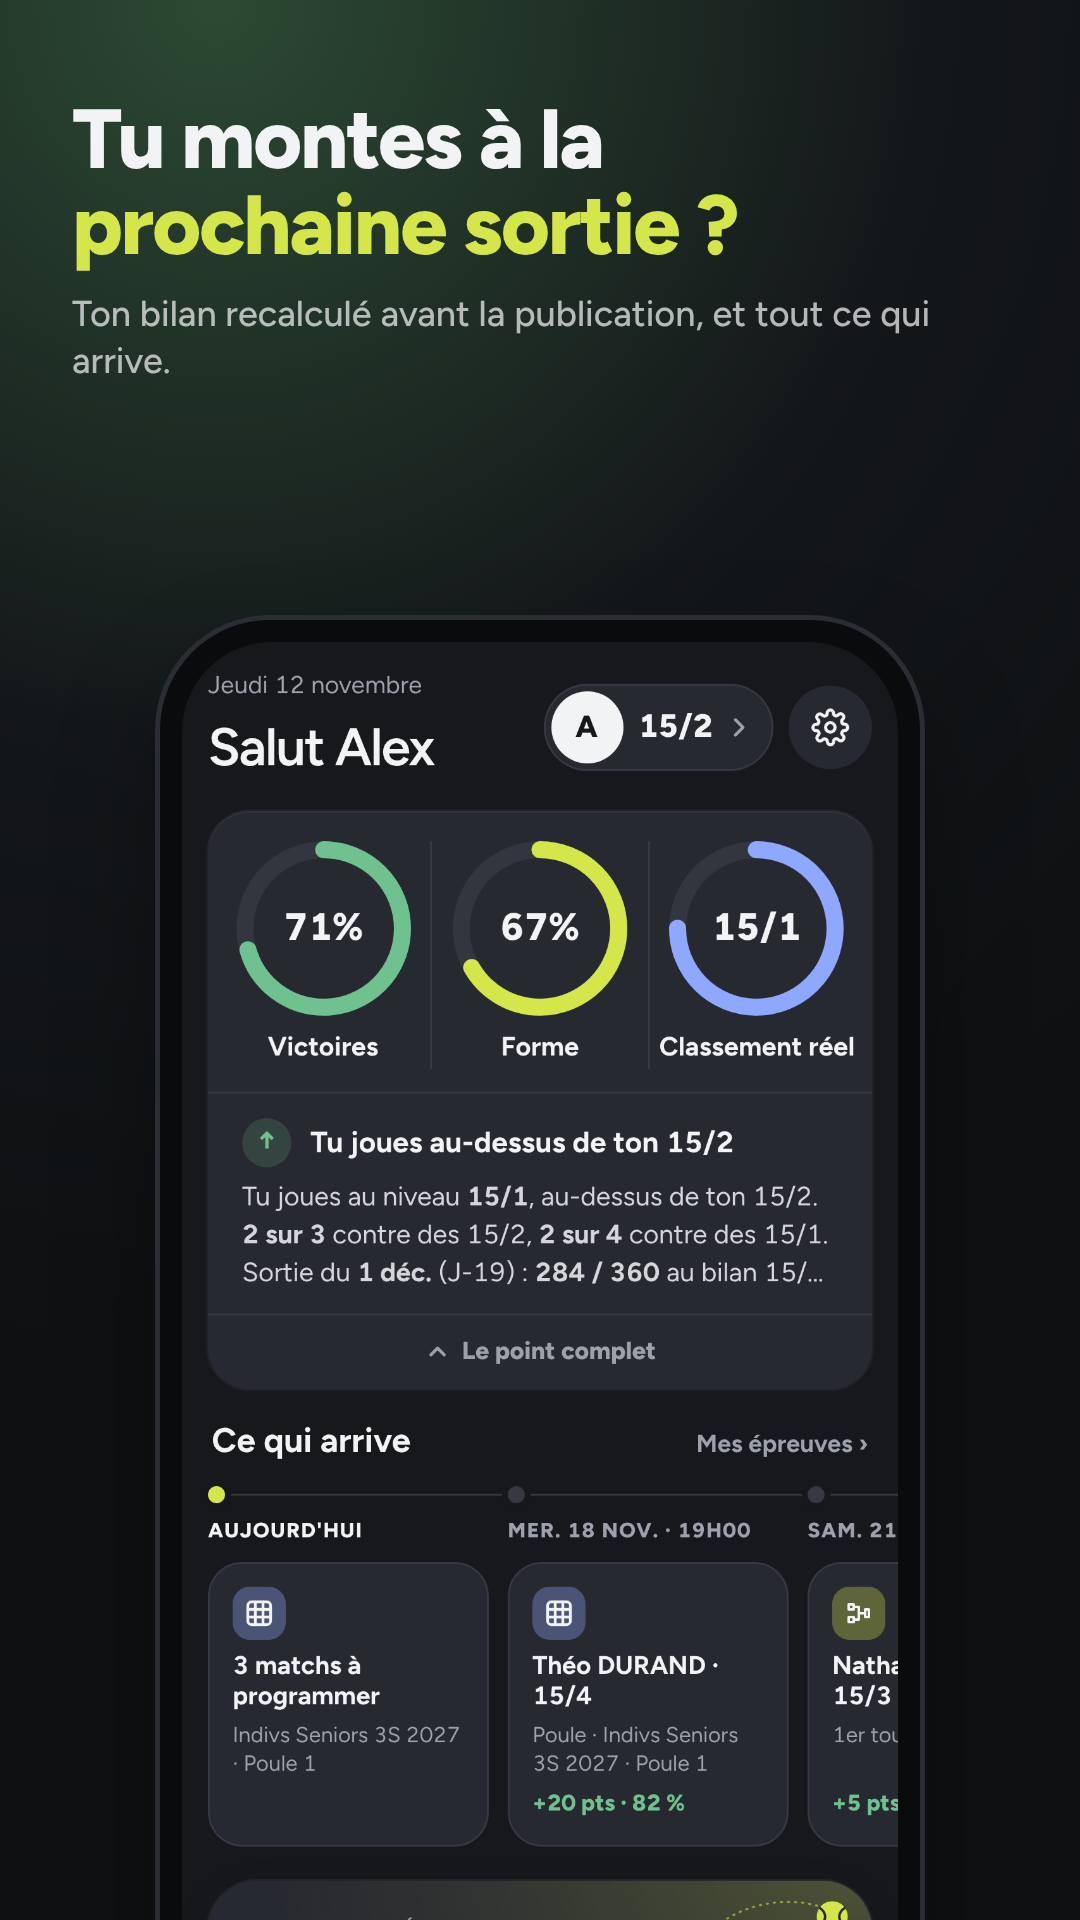 Tu montes à la
prochaine sortie ?
Ton bilan recalculé avant la publication, et tout ce qui
arrive.
Jeudi 12 novembre
Salut Alex
A
15/2
71%
67%
15/1
Victoires
Forme
Classement réel
Tu joues au-dessus de ton 15/2
Tu joues au niveau 15/1, au-dessus de ton 15/2.
2 sur 3 contre des 15/2, 2 sur 4 contre des 15/1.
Sortie du 1 déc. (J-19) : 284 / 360 au bilan 15/...
Le point complet
Ce qui arrive
Mes épreuves ›
AUJOURD'HUI
MER. 18 NOV. · 19H00
SAM. 21
3 matchs à
programmer
Indivs Seniors 3S 2027
· Poule 1
Théo DURAND ·
15/4
Poule · Indivs Seniors
3S 2027 · Poule 1
+20 pts · 82 %
Natha
15/3
1er tou
+5 pts